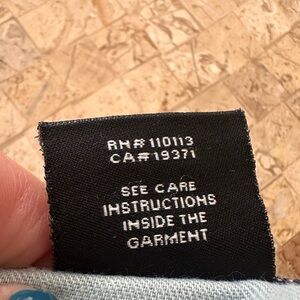 RN# 110113
CA# 19371
SEE CARE
INSTRUCTIONS
INSIDE THE
GARMENT